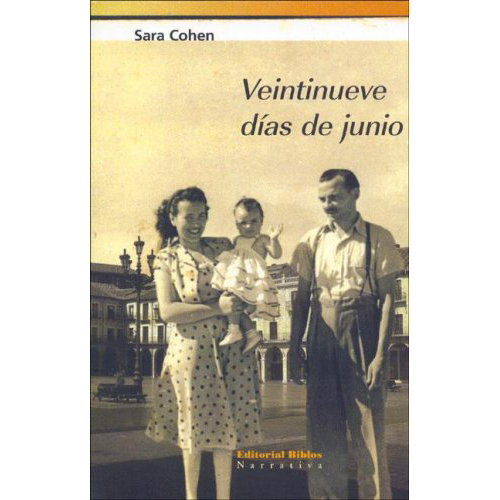 Sara Cohen
Veintinueve
días de junio
Editorial Biblos
Narrativa